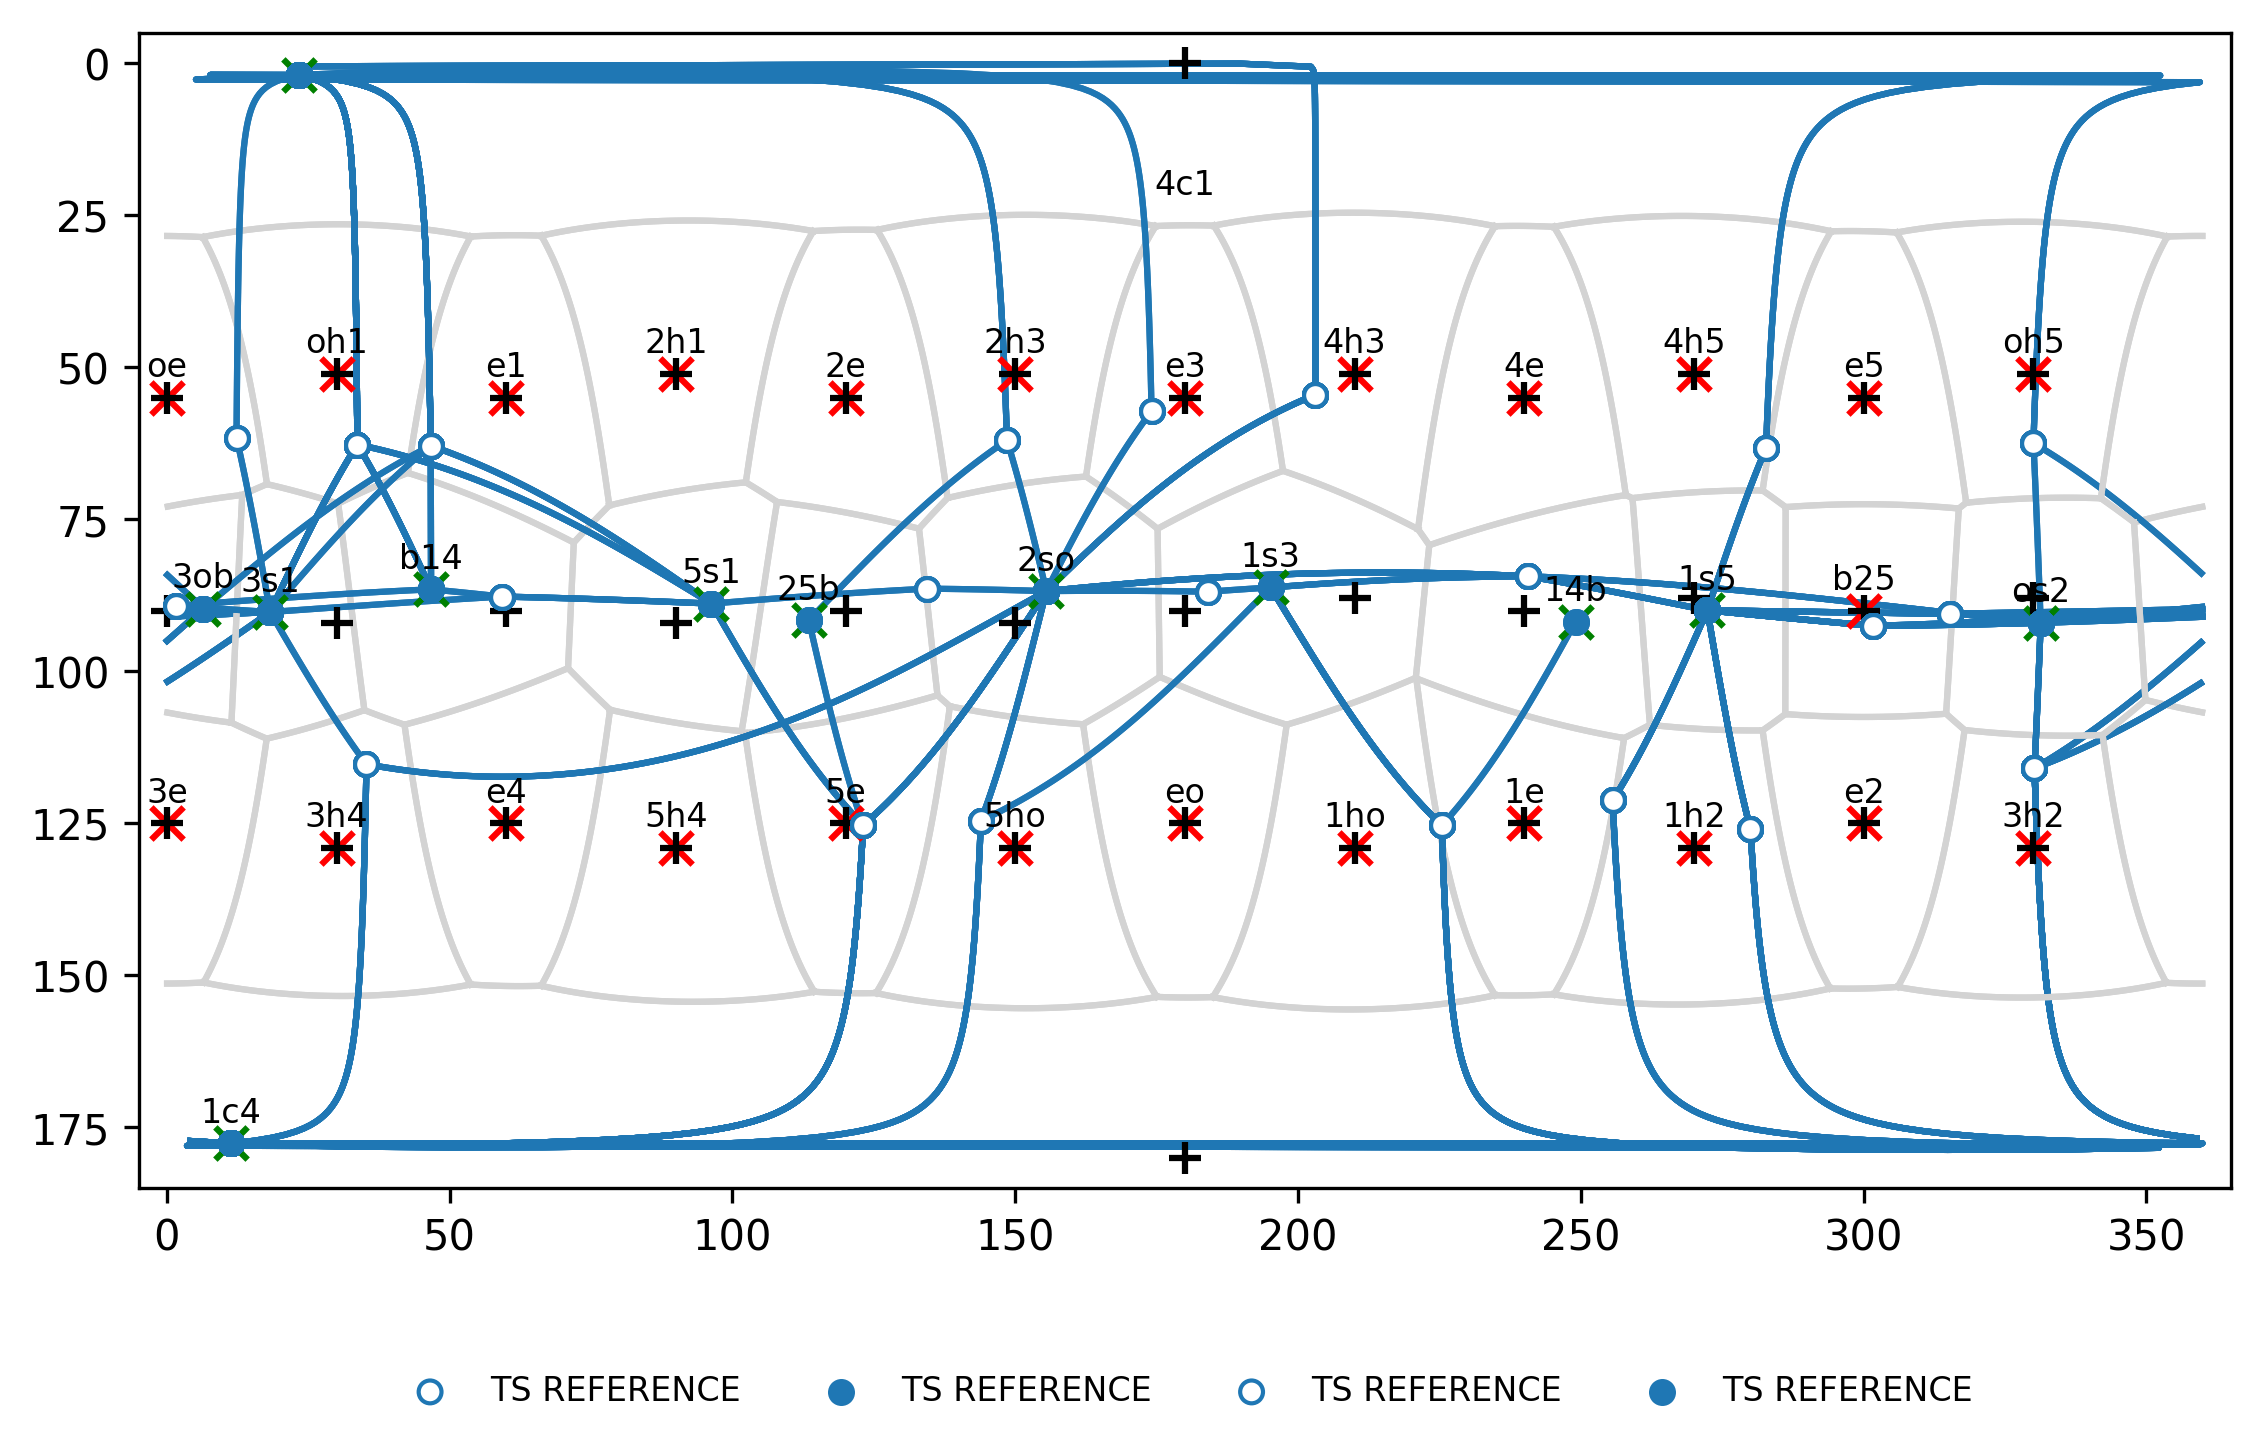 0
4c1
25
oh1 2h1 2h3 4h3 4h5 oh5
50 oe e1 2e e3 4e e5
75
3ob 3s1 b14 5s1 25b 2so 1s3 14b 1s5 b25 os2
100
3e e4 5e eo 1e e2
125 3h4 5h4 5ho 1ho 1h2 3h2
150
1c4
175
0 50 100 150 200 250 300 350
TS REFERENCE TS REFERENCE TS REFERENCE TS REFERENCE